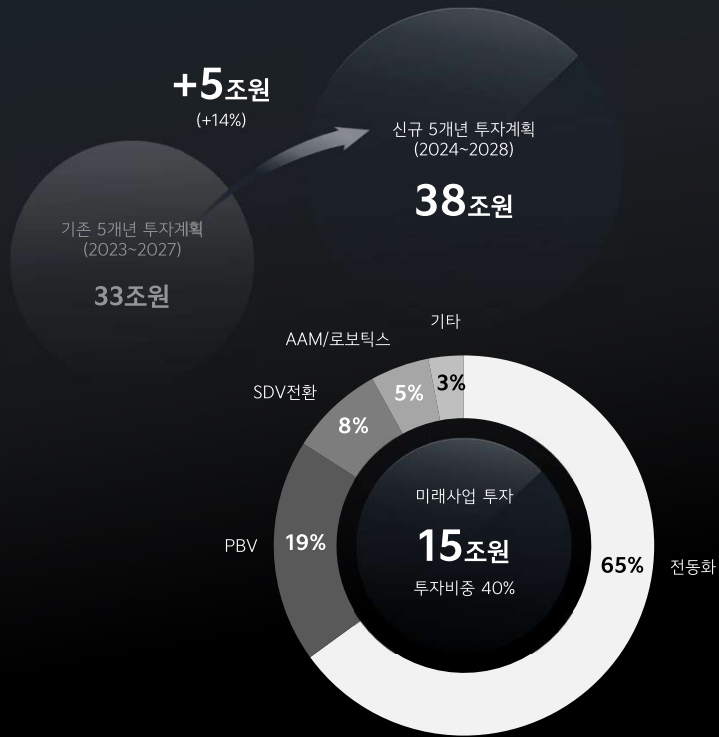 +5조원
(+14%)
신규 5개년 투자계획
(2024~2028)
38조원
기존 5개년 투자계획
(2023~2027)
33조원
기타
AAM/로보틱스
3%
5%
SDV전환
8%
미래사업 투자
15조원
투자비중 40%
PBV
19%
65%
전동화